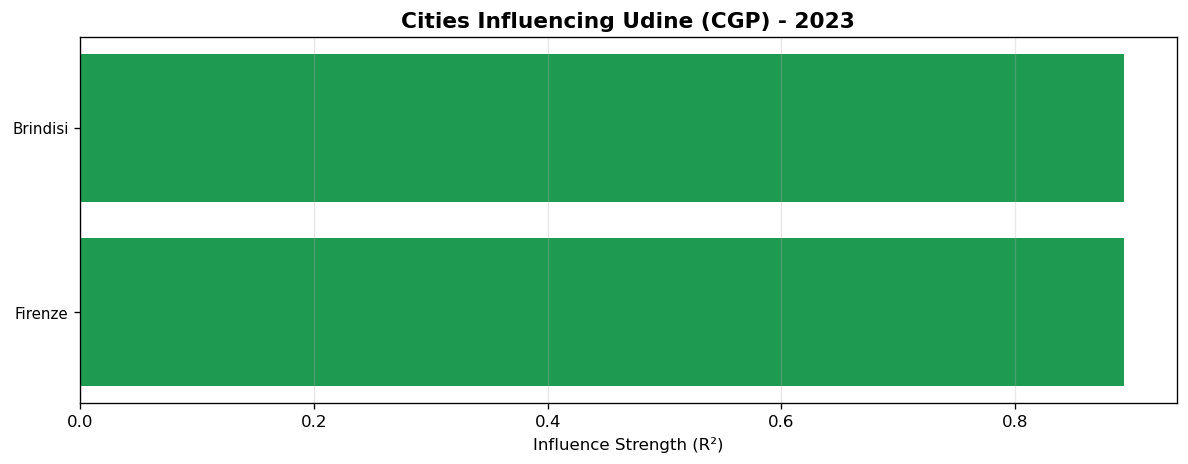 Cities Influencing Udine (CGP) - 2023
Brindisi
Firenze
0.0 0.2 0.4 0.6 0.8
Influence Strength (R²)